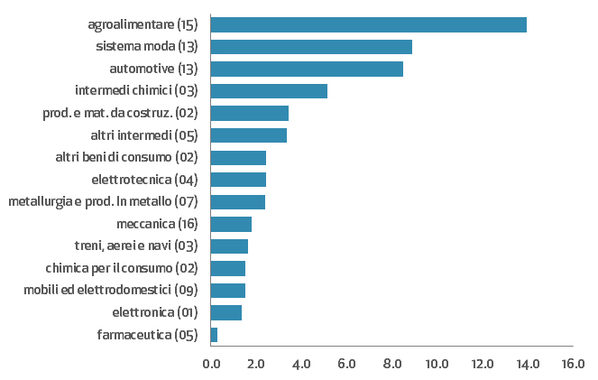 agroalimentare (15)
sistema moda (13)
automotive (13)
intermedi chimici (03)
prod. e mat. da costruz. (02)
altri intermedi (05)
altri beni di consumo (02)
elettrotecnica (04)
metallurgia e prod. In metallo (07)
meccanica (16)
treni, aerei e navi (03)
chimica per il consumo (02)
mobili ed elettrodomestici (09)
elettronica (01)
farmaceutica (05)
0.0 2.0 4.0 6.0 8.0 10.0 12.0 14.0 16.0